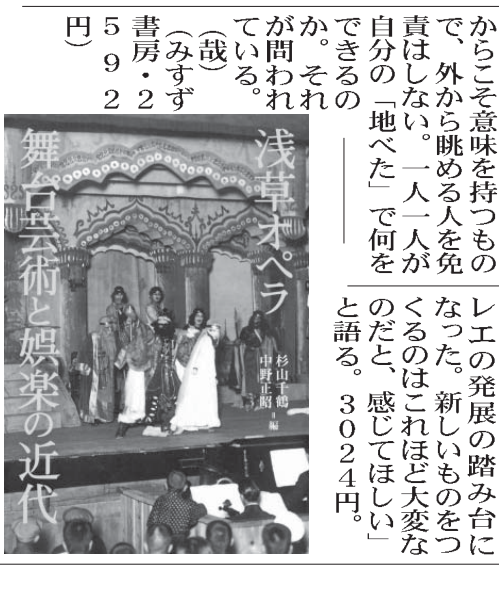 からこそ意味を持つもの
で、外から眺める人を免
責はしない。一人一人が
自分の「地べた」で何を
できるの
か。それ
が問われ
ている。
（哉）
（みすず
書房・2
592
円）
レエの発展の踏み台に
なった。新しいものをつ
くるのはこれほど大変な
のだと、感じてほしい」
と語る。3024円。
浅草オペラ
舞台芸術と娯楽の近代
杉山千鶴
中野正昭=編